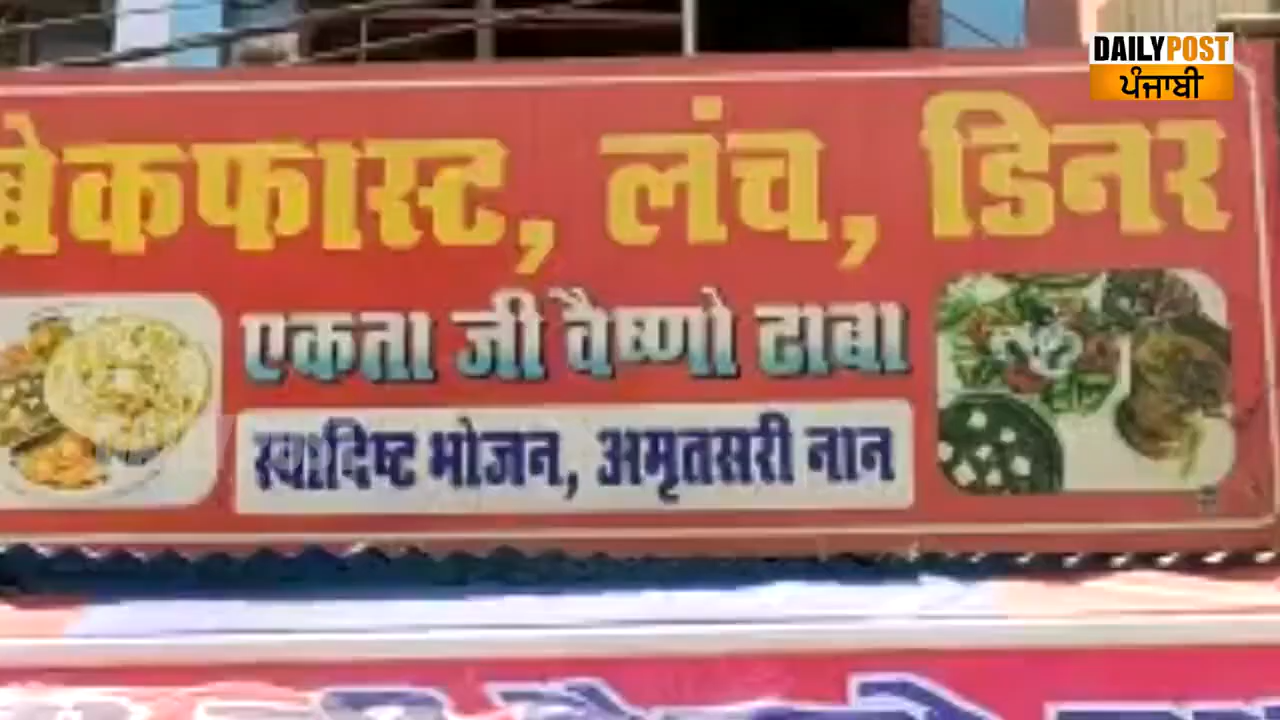 DAILYPOST
ਪੰਜਾਬੀ
बेकफास्ट, लंच, डिनर
एकता जी वैष्णो ढाबा
स्वादिष्ट भोजन, अमृतसरी नान